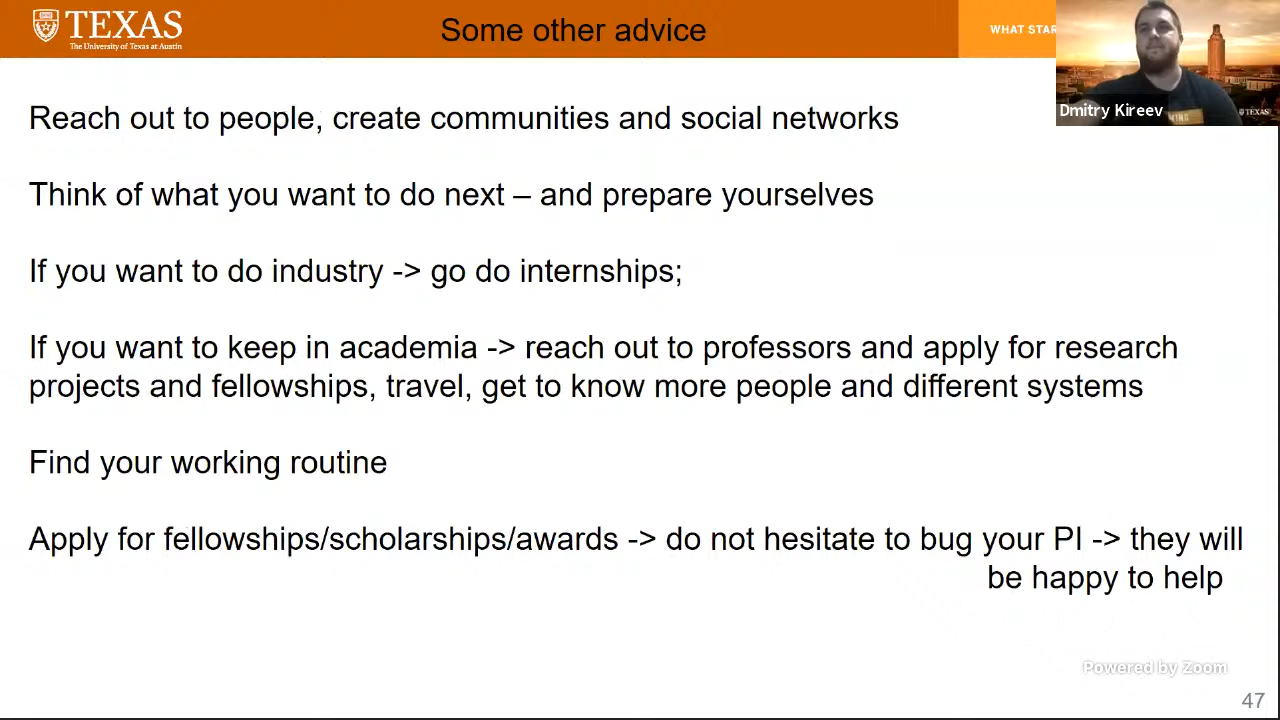 TEXAS
The University of Texas at Austin
Some other advice
WHAT STAR
Dmitry Kireev
TEXAS
Reach out to people, create communities and social networks
Think of what you want to do next – and prepare yourselves
If you want to do industry -> go do internships;
If you want to keep in academia -> reach out to professors and apply for research
projects and fellowships, travel, get to know more people and different systems
Find your working routine
Apply for fellowships/scholarships/awards -> do not hesitate to bug your PI -> they will
be happy to help
Powered by Zoom
47